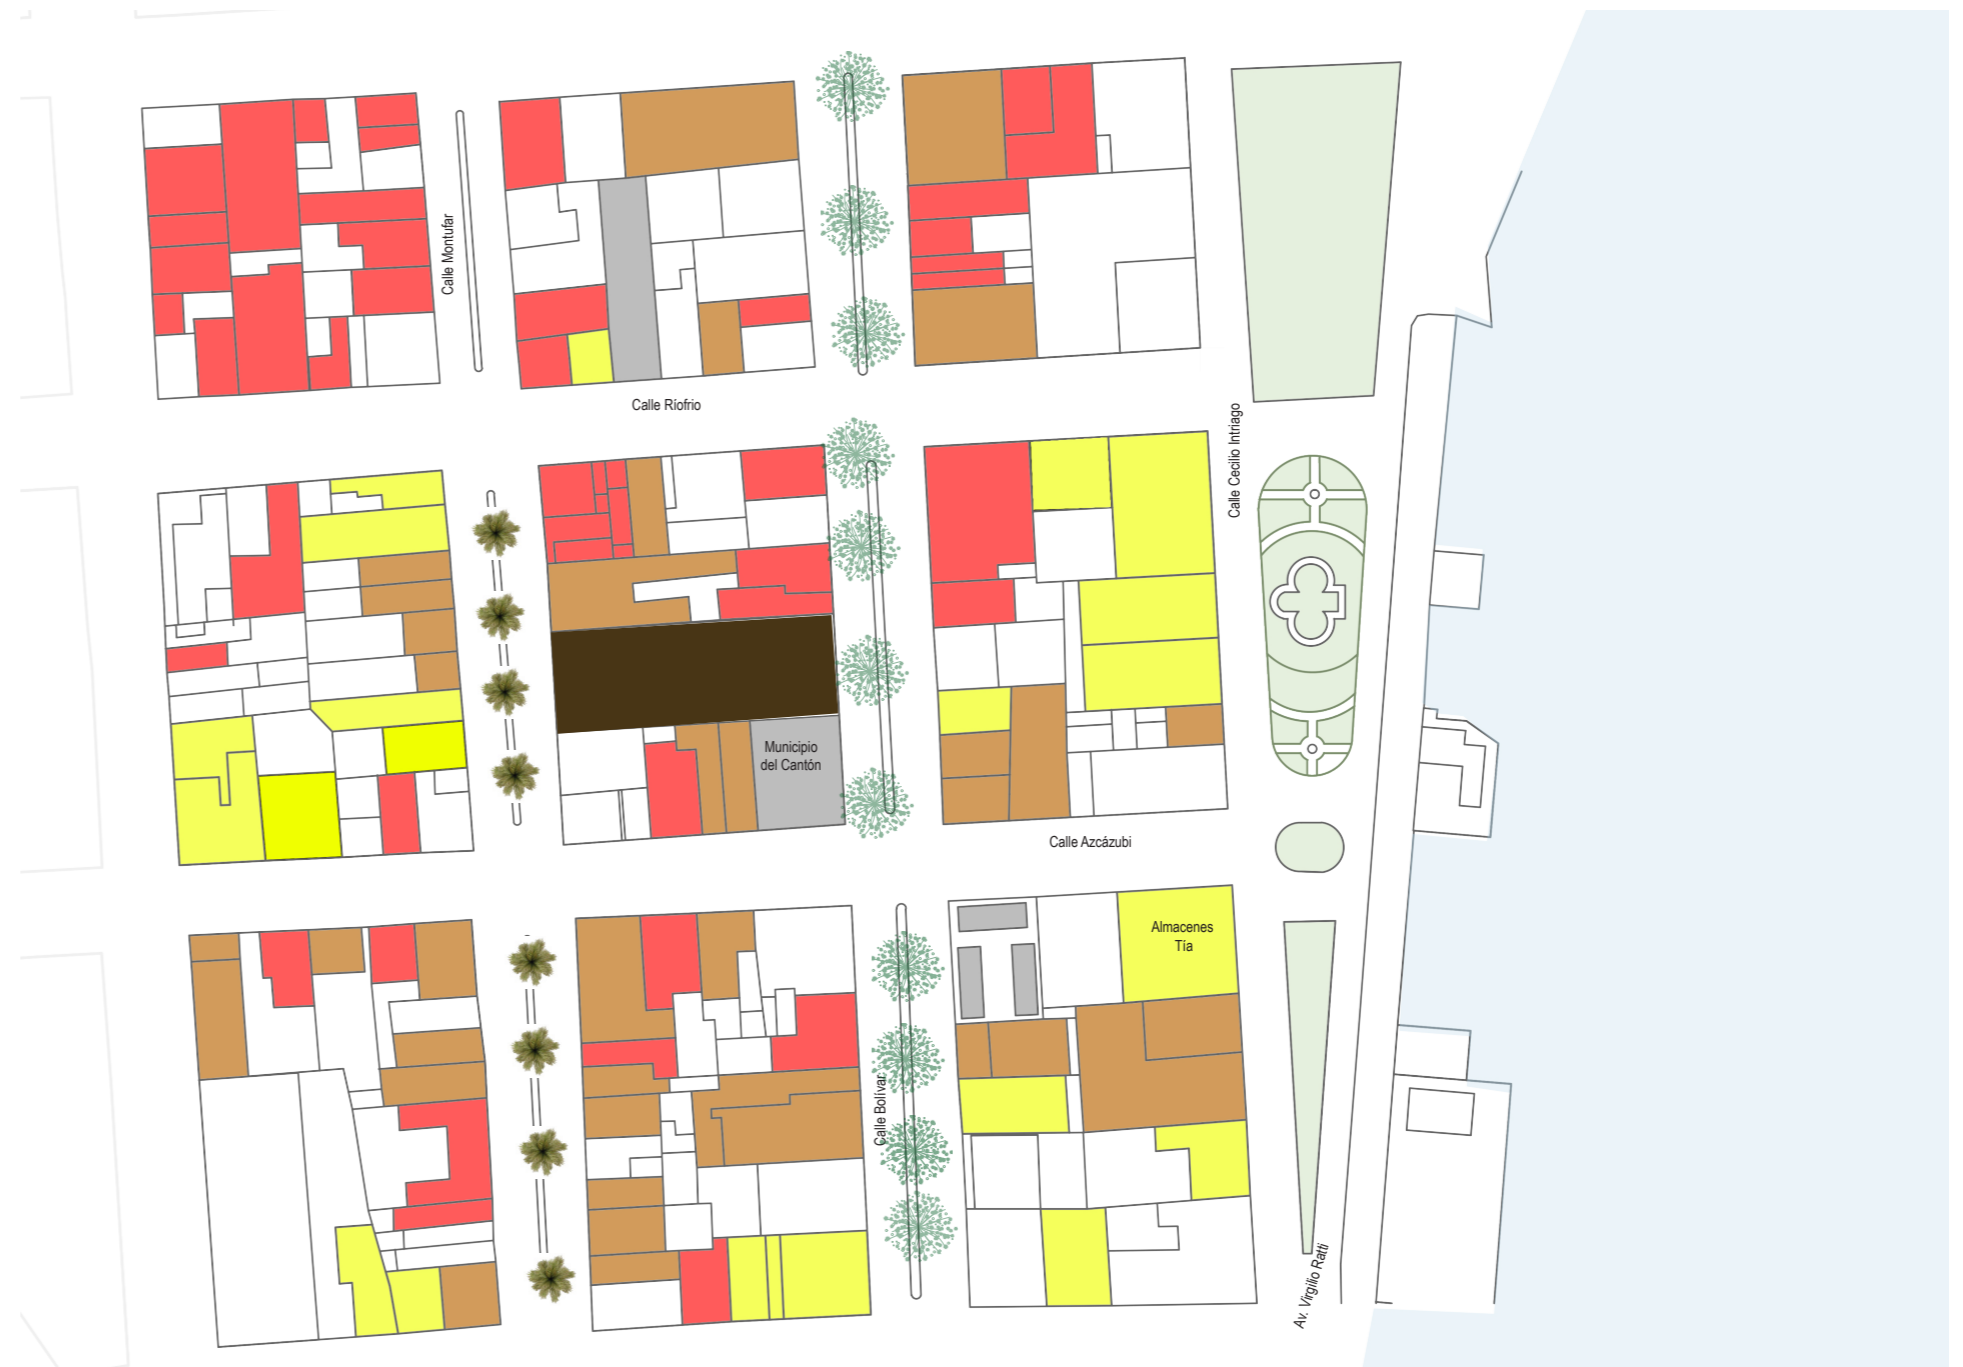 Calle Montufar
Calle Ríofrio
Calle Cecilio Intriago
Municipio
del Cantón
Calle Azcázubi
Almacenes
Tía
Calle Bolívar
Av. Virgilio Ratti